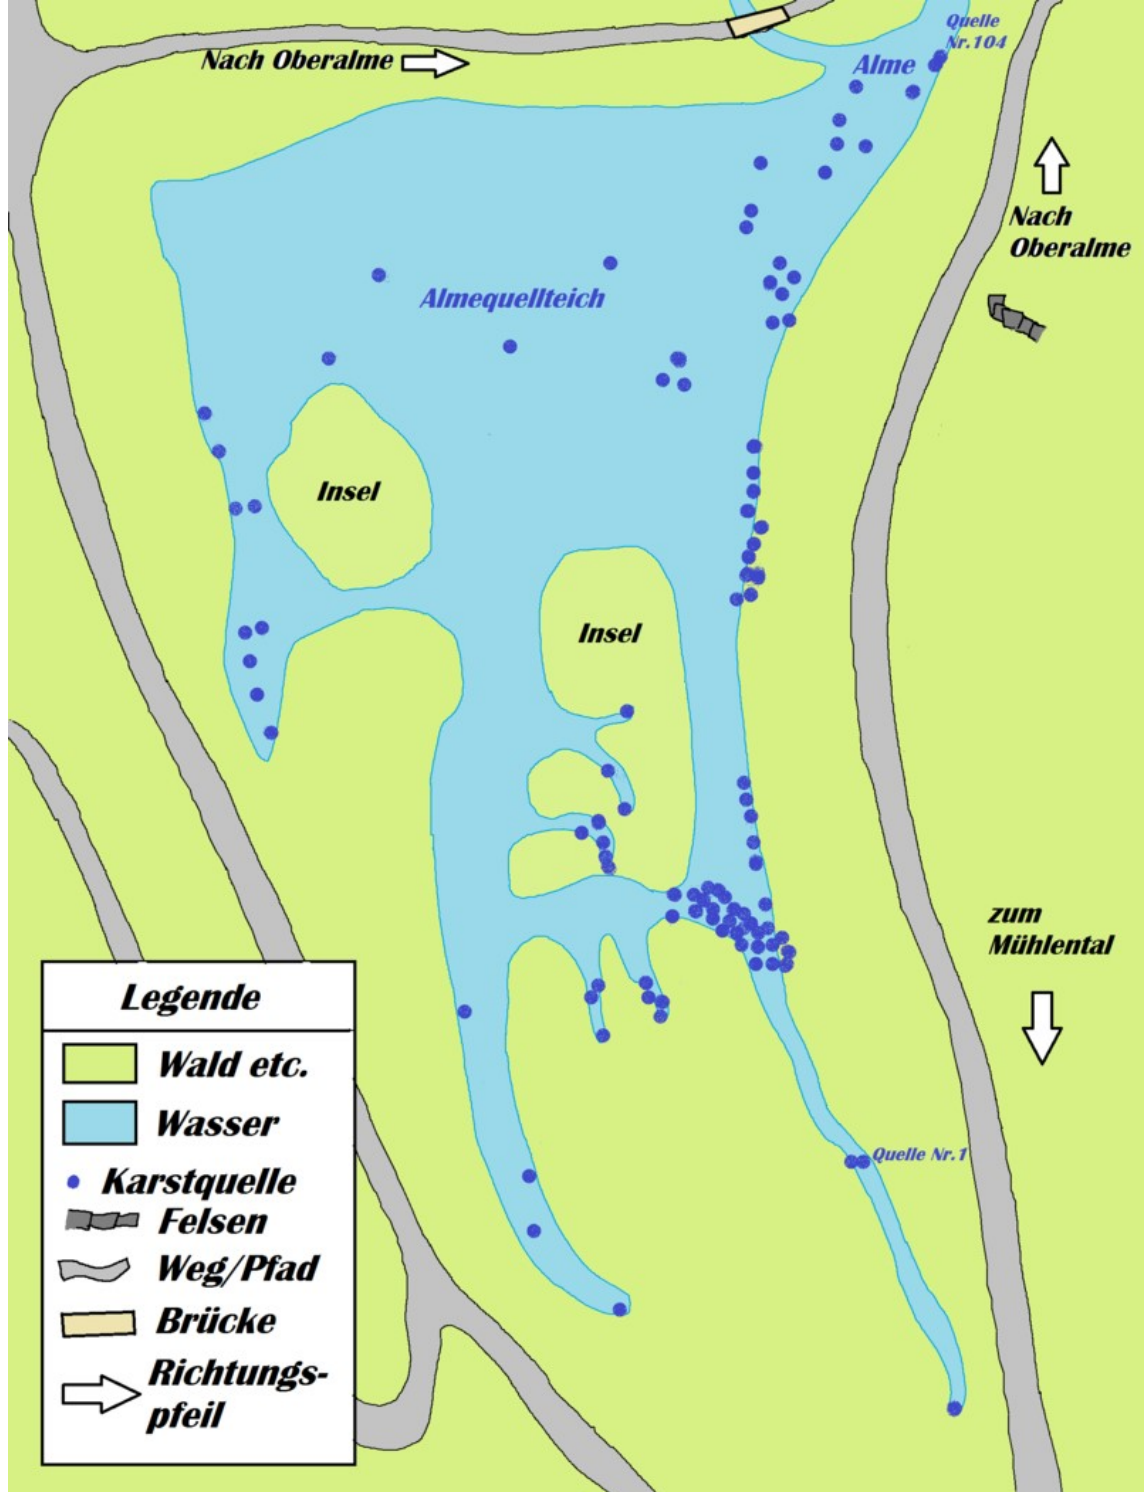 Quelle
Nr.104
Nach Oberalme
Alme
Nach
Oberalme
Almequellteich
Insel
Insel
zum
Mühlental
Quelle Nr.1
Legende
Wald etc.
Wasser
Karstquelle
Felsen
Weg/Pfad
Brücke
Richtungs-
pfeil